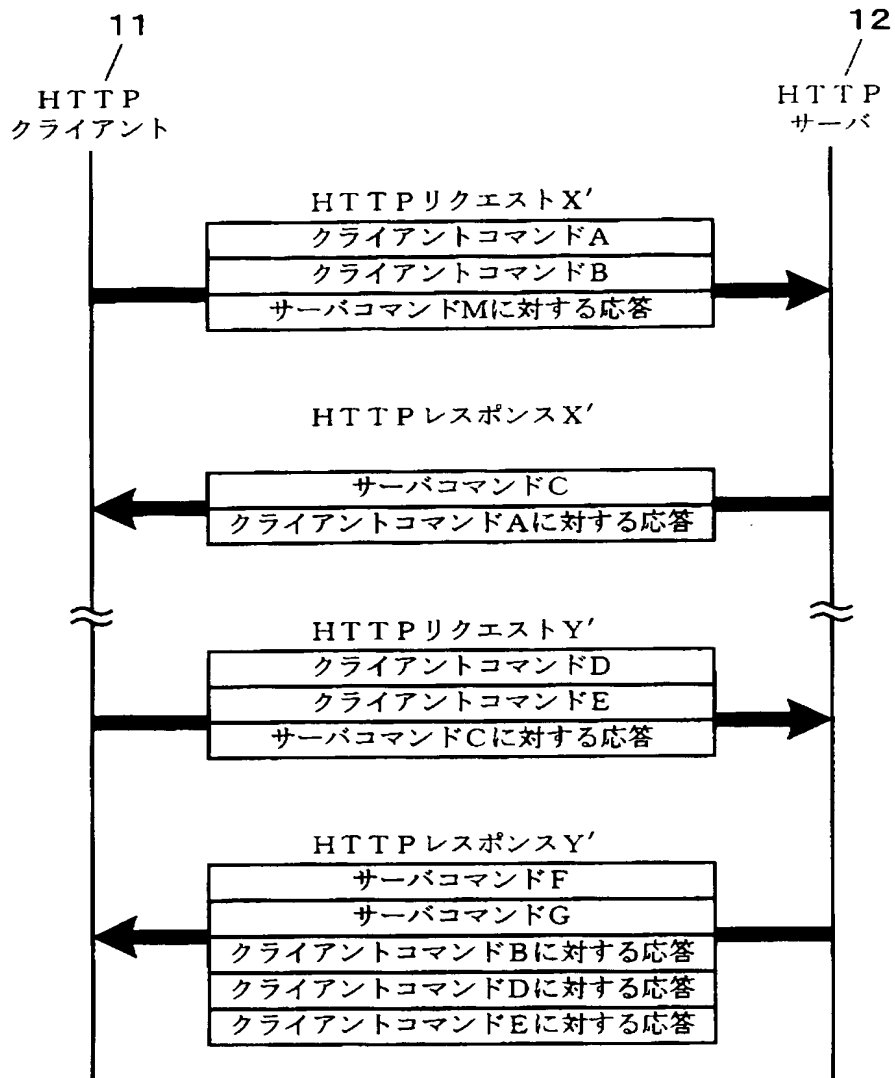 11
12
HTTP
クライアント
HTTP
サーバ
HTTPリクエストX′
クライアントコマンドA
クライアントコマンドB
サーバコマンドMに対する応答
HTTPレスポンスX′
サーバコマンドC
クライアントコマンドAに対する応答
HTTPリクエストY′
クライアントコマンドD
クライアントコマンドE
サーバコマンドCに対する応答
HTTPレスポンスY′
サーバコマンドF
サーバコマンドG
クライアントコマンドBに対する応答
クライアントコマンドDに対する応答
クライアントコマンドEに対する応答